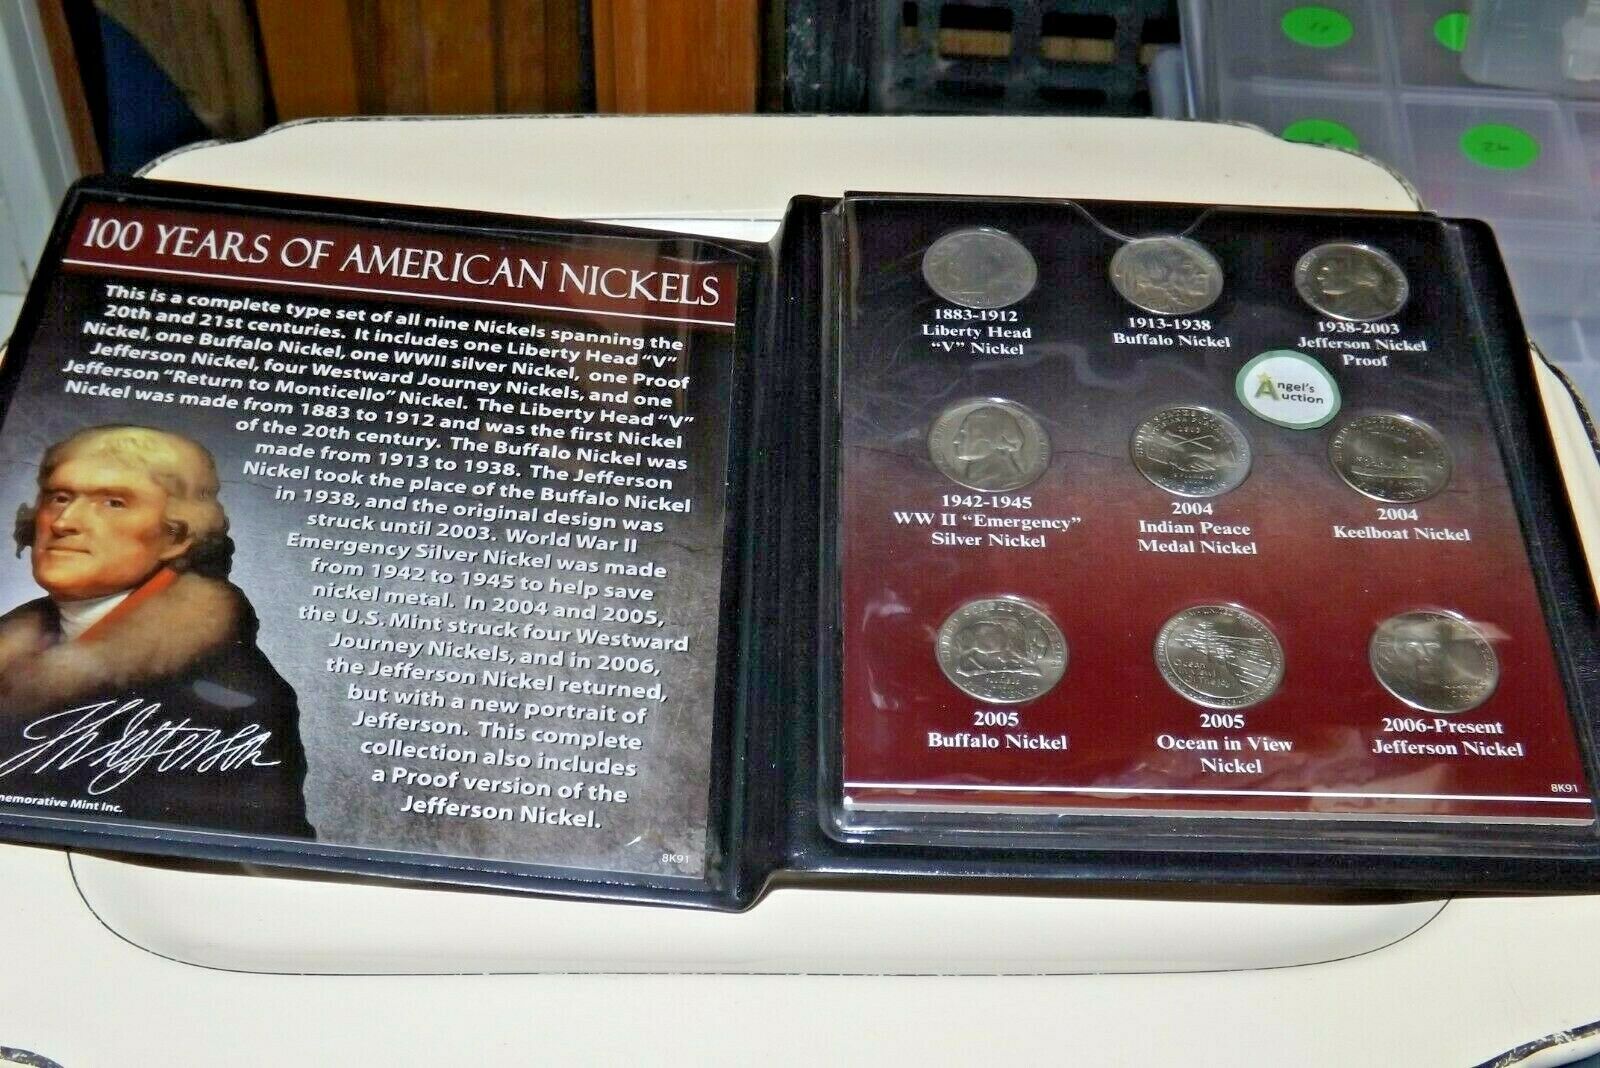 100 YEARS OF AMERICAN NICKELS
This is a complete type set of all nine Nickels spanning the
20th and 21st centuries. It includes one Liberty Head "V"
Nickel, one Buffalo Nickel, one WWII silver Nickel, one Proof
Jefferson Nickel, four Westward Journey Nickels, and one
Jefferson "Return to Monticello" Nickel. The Liberty Head "V"
Nickel was made from 1883 to 1912 and was the first Nickel
of the 20th century. The Buffalo Nickel was
made from 1913 to 1938. The Jefferson
Nickel took the place of the Buffalo Nickel
in 1938, and the original design was
struck until 2003. World War II
Emergency Silver Nickel was made
from 1942 to 1945 to help save
nickel metal. In 2004 and 2005,
the U.S. Mint struck four Westward
Journey Nickels, and in 2006,
the Jefferson Nickel returned,
but with a new portrait of
Jefferson. This complete
collection also includes
a Proof version of the
Jefferson Nickel.
Th Jefferson
memorative Mint Inc.
8K91
1883-1912
Liberty Head
"V" Nickel
1913-1938
Buffalo Nickel
1938-2003
Jefferson Nickel
Proof
Angel's
Auction
1942-1945
WW II "Emergency"
Silver Nickel
2004
Indian Peace
Medal Nickel
2004
Keelboat Nickel
2005
Buffalo Nickel
Ocean
in View
2005
Ocean in View
Nickel
2006-Present
Jefferson Nickel
8K91
26